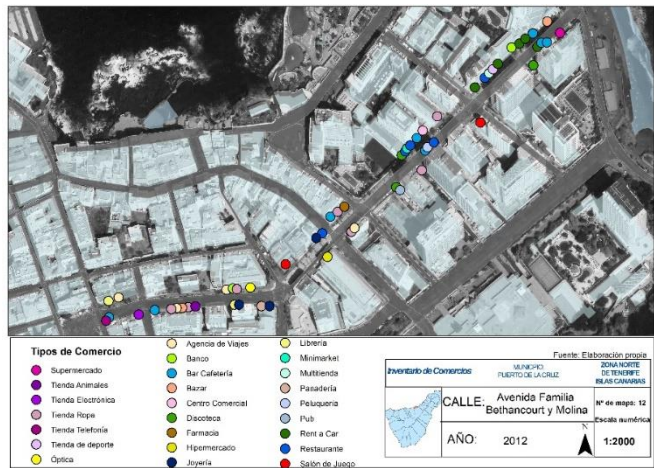 Tipos de Comercio
Supermercado
Tienda Animales
Tienda Electrónica
Tienda Ropa
Tienda Telefonía
Tienda de deporte
Óptica
Agencia de Viajes
Banco
Bar Cafetería
Bazar
Centro Comercial
Discoteca
Farmacia
Hipermercado
Joyería
Librería
Minimarket
Multitienda
Pasadería
Peluquería
Pub
Rent a Car
Restaurante
Salón de Juego
Fuente: Elaboración propia
Inventario de Comercios
MUNICIPIO:
PUERTO DE LA CRUZ
ZONA NORTE
DE TENERIFE
ISLAS CANARIAS
CALLE:
Avenida Familia
Bethancourt y Molina
Nº de mapa: 12
Escala numérica
AÑO:
2012
N
1:2000